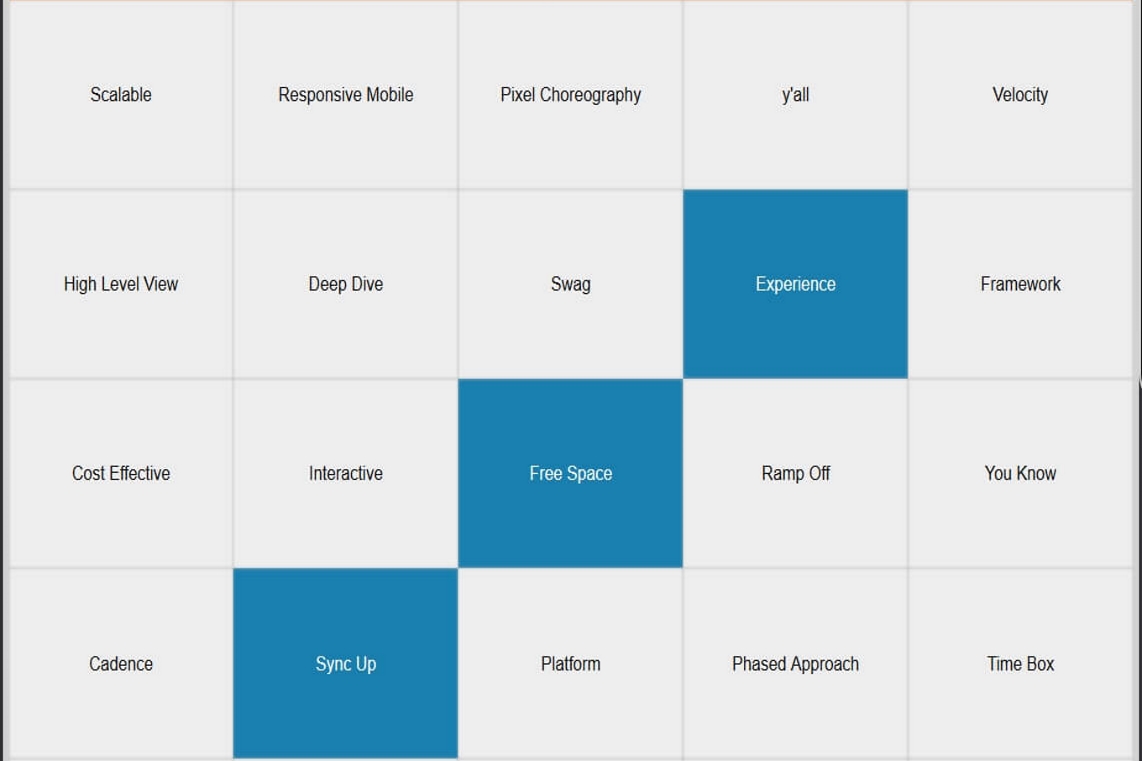 Scalable
Responsive Mobile
Pixel Choreography
y'all
Velocity
High Level View
Deep Dive
Swag
Experience
Framework
Cost Effective
Interactive
Free Space
Ramp Off
You Know
Cadence
Sync Up
Platform
Phased Approach
Time Box